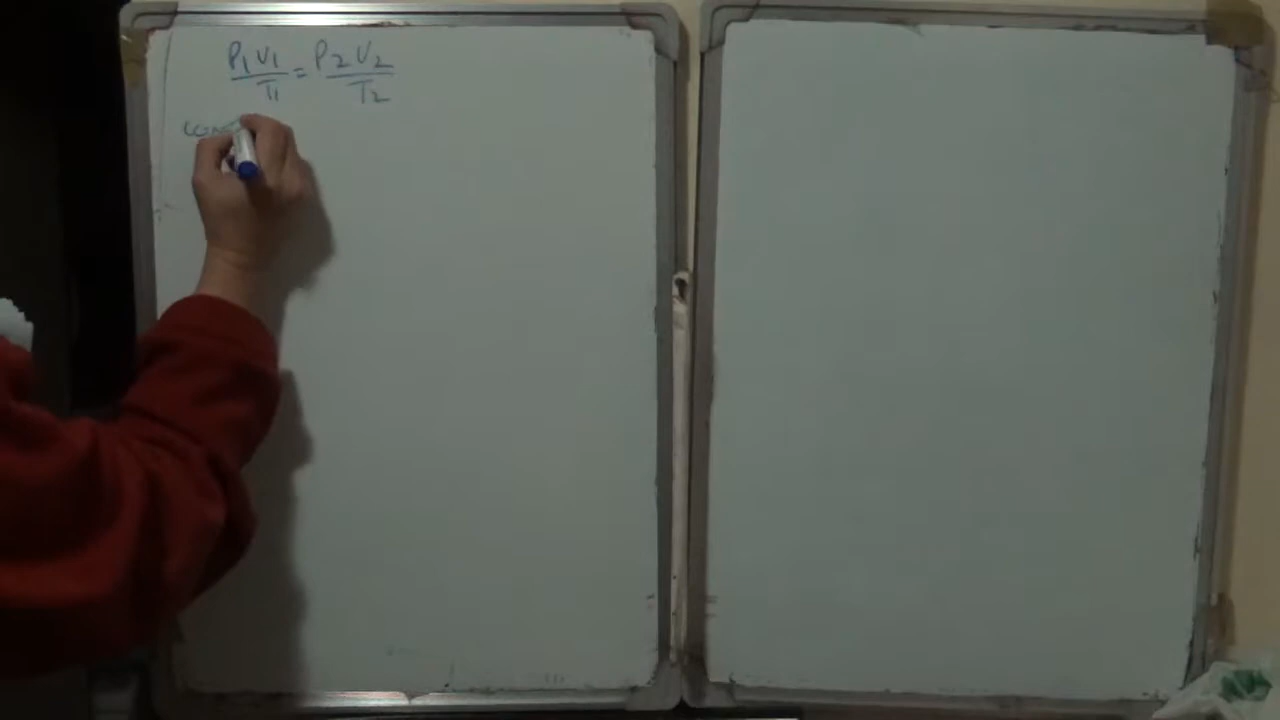 P₁V₁ = P₂V₂
T₁ T₂